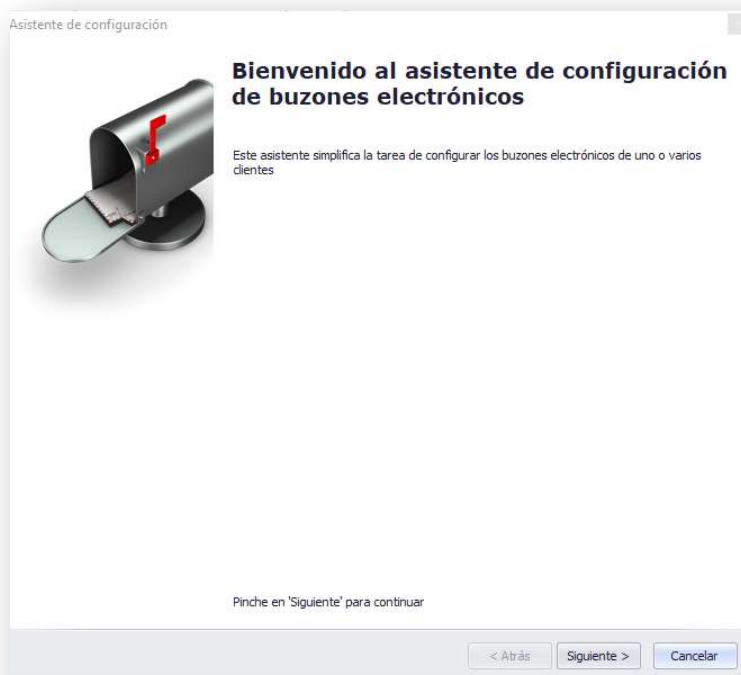 Asistente de configuración
Bienvenido al asistente de configuración
de buzones electrónicos
Este asistente simplifica la tarea de configurar los buzones electrónicos de uno o varios
clientes
Pinche en 'Siguiente' para continuar
< Atrás
Siguiente >
Cancelar